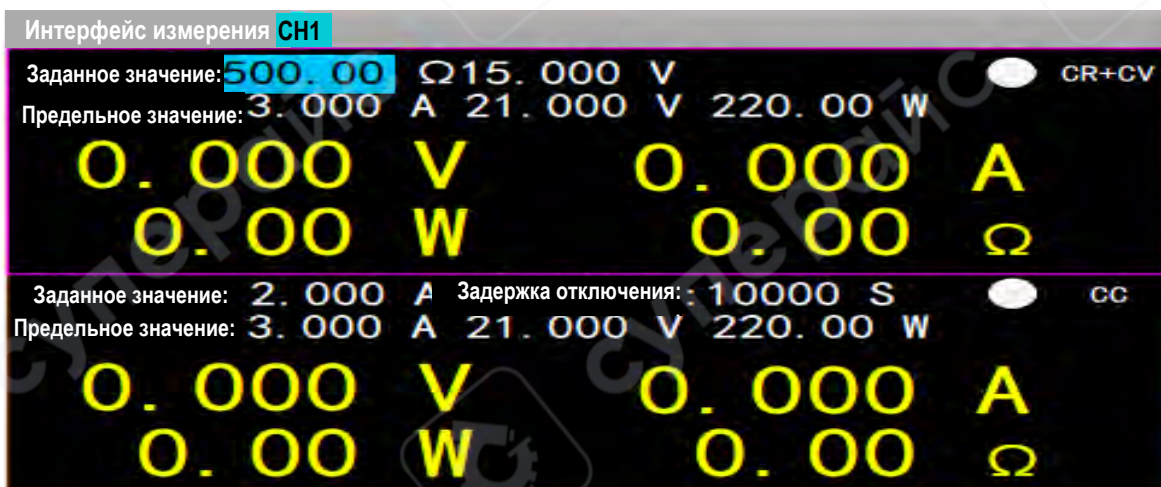 Интерфейс измерения CH1
Заданное значение: 500.00 Ω 15.000 V CR+CV
Предельное значение: 3.000 A 21.000 V 220.00 W
0.000 V 0.000 A
0.00 W 0.00 Ω
Заданное значение: 2.000 A Задержка отключения: : 10000 S CC
Предельное значение: 3.000 A 21.000 V 220.00 W
0.000 V 0.000 A
0.00 W 0.00 Ω